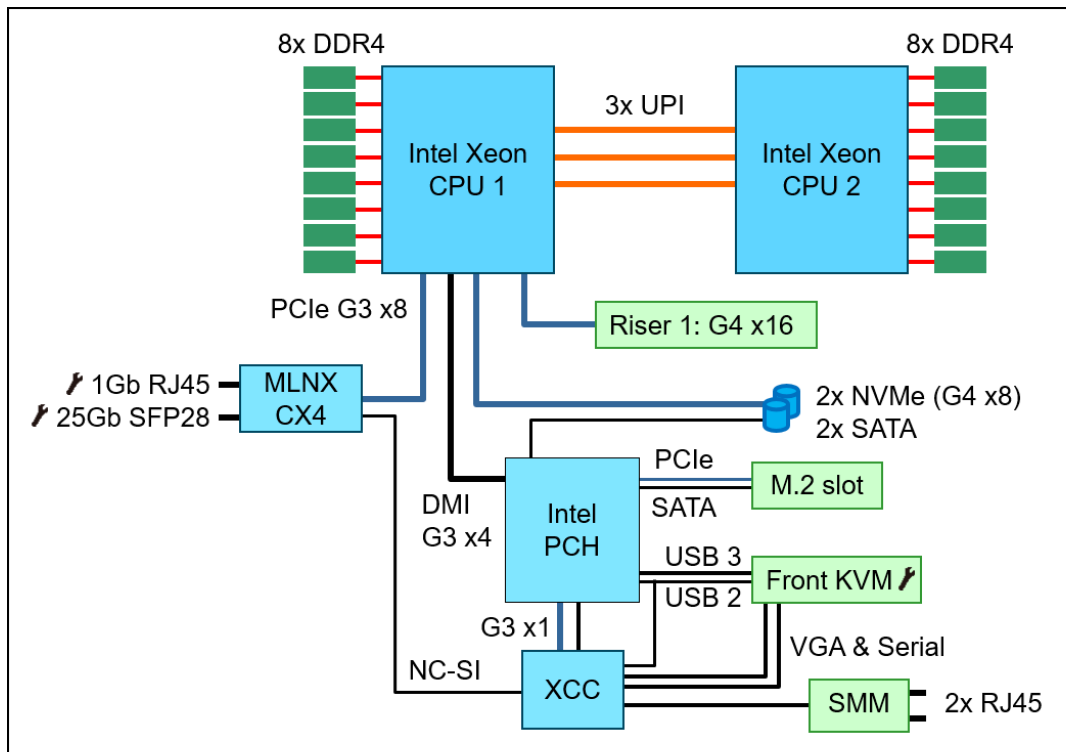 8x DDR4
8x DDR4
3x UPI
Intel Xeon
CPU 1
Intel Xeon
CPU 2
PCIe G3 x8
Riser 1: G4 x16
1Gb RJ45
25Gb SFP28
MLNX
CX4
2x NVMe (G4 x8)
2x SATA
PCIe
SATA
M.2 slot
DMI
G3 x4
Intel
PCH
USB 3
USB 2
Front KVM
G3 x1
NC-SI
XCC
VGA & Serial
SMM
2x RJ45